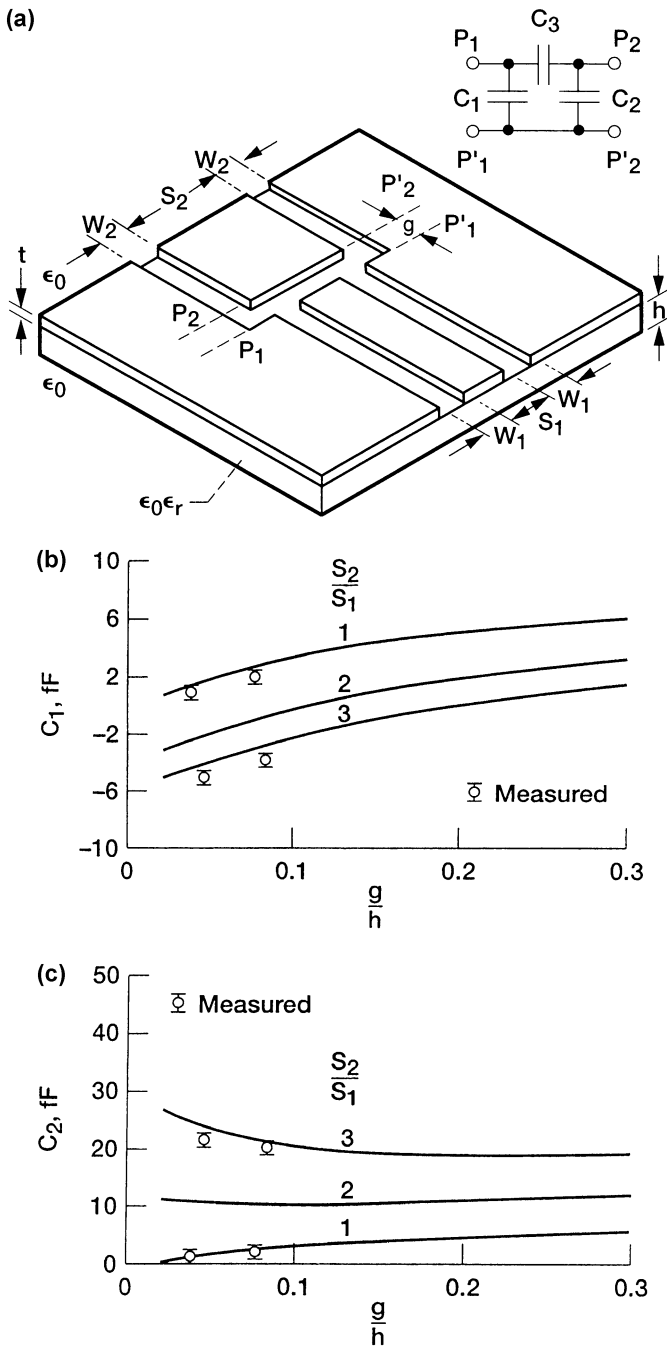 (a)
C3
P1
P2
C1
C2
P'1
P'2
W2
S2
W2
P'2
g
P'1
t
ϵ0
h
P2
P1
ϵ0
W1
S1
W1
ϵ0ϵr
(b)
10
6
2
−2
−6
−10
C1, fF
S2
S1
1
2
3
Measured
0
0.1
0.2
0.3
g
h
(c)
50
40
30
20
10
0
C2, fF
Measured
S2
S1
3
2
1
0
0.1
0.2
0.3
g
h